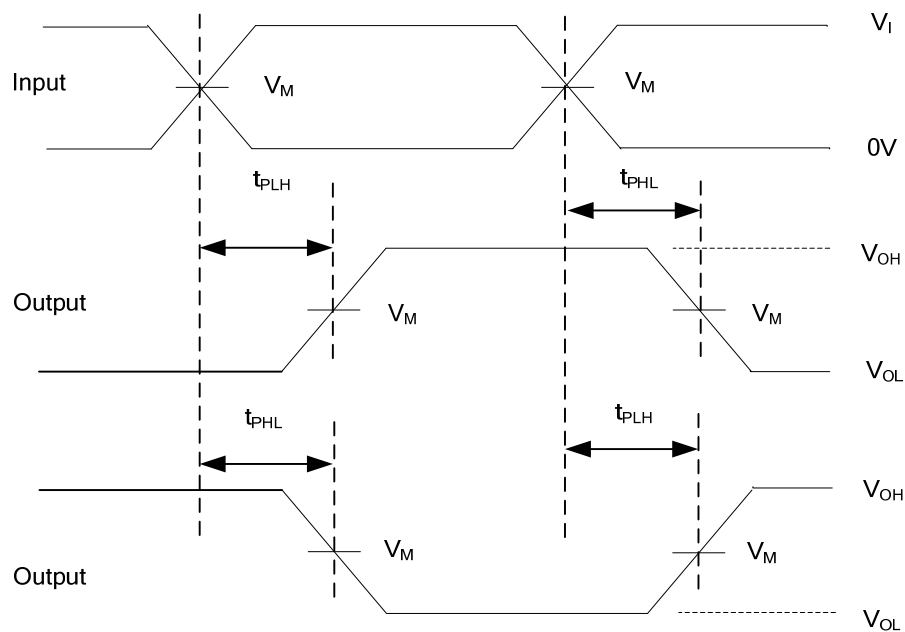 V_I
Input
V_M
V_M
0V
t_PLH
t_PHL
V_OH
Output
V_M
V_M
V_OL
t_PHL
t_PLH
V_OH
V_M
V_M
Output
V_OL